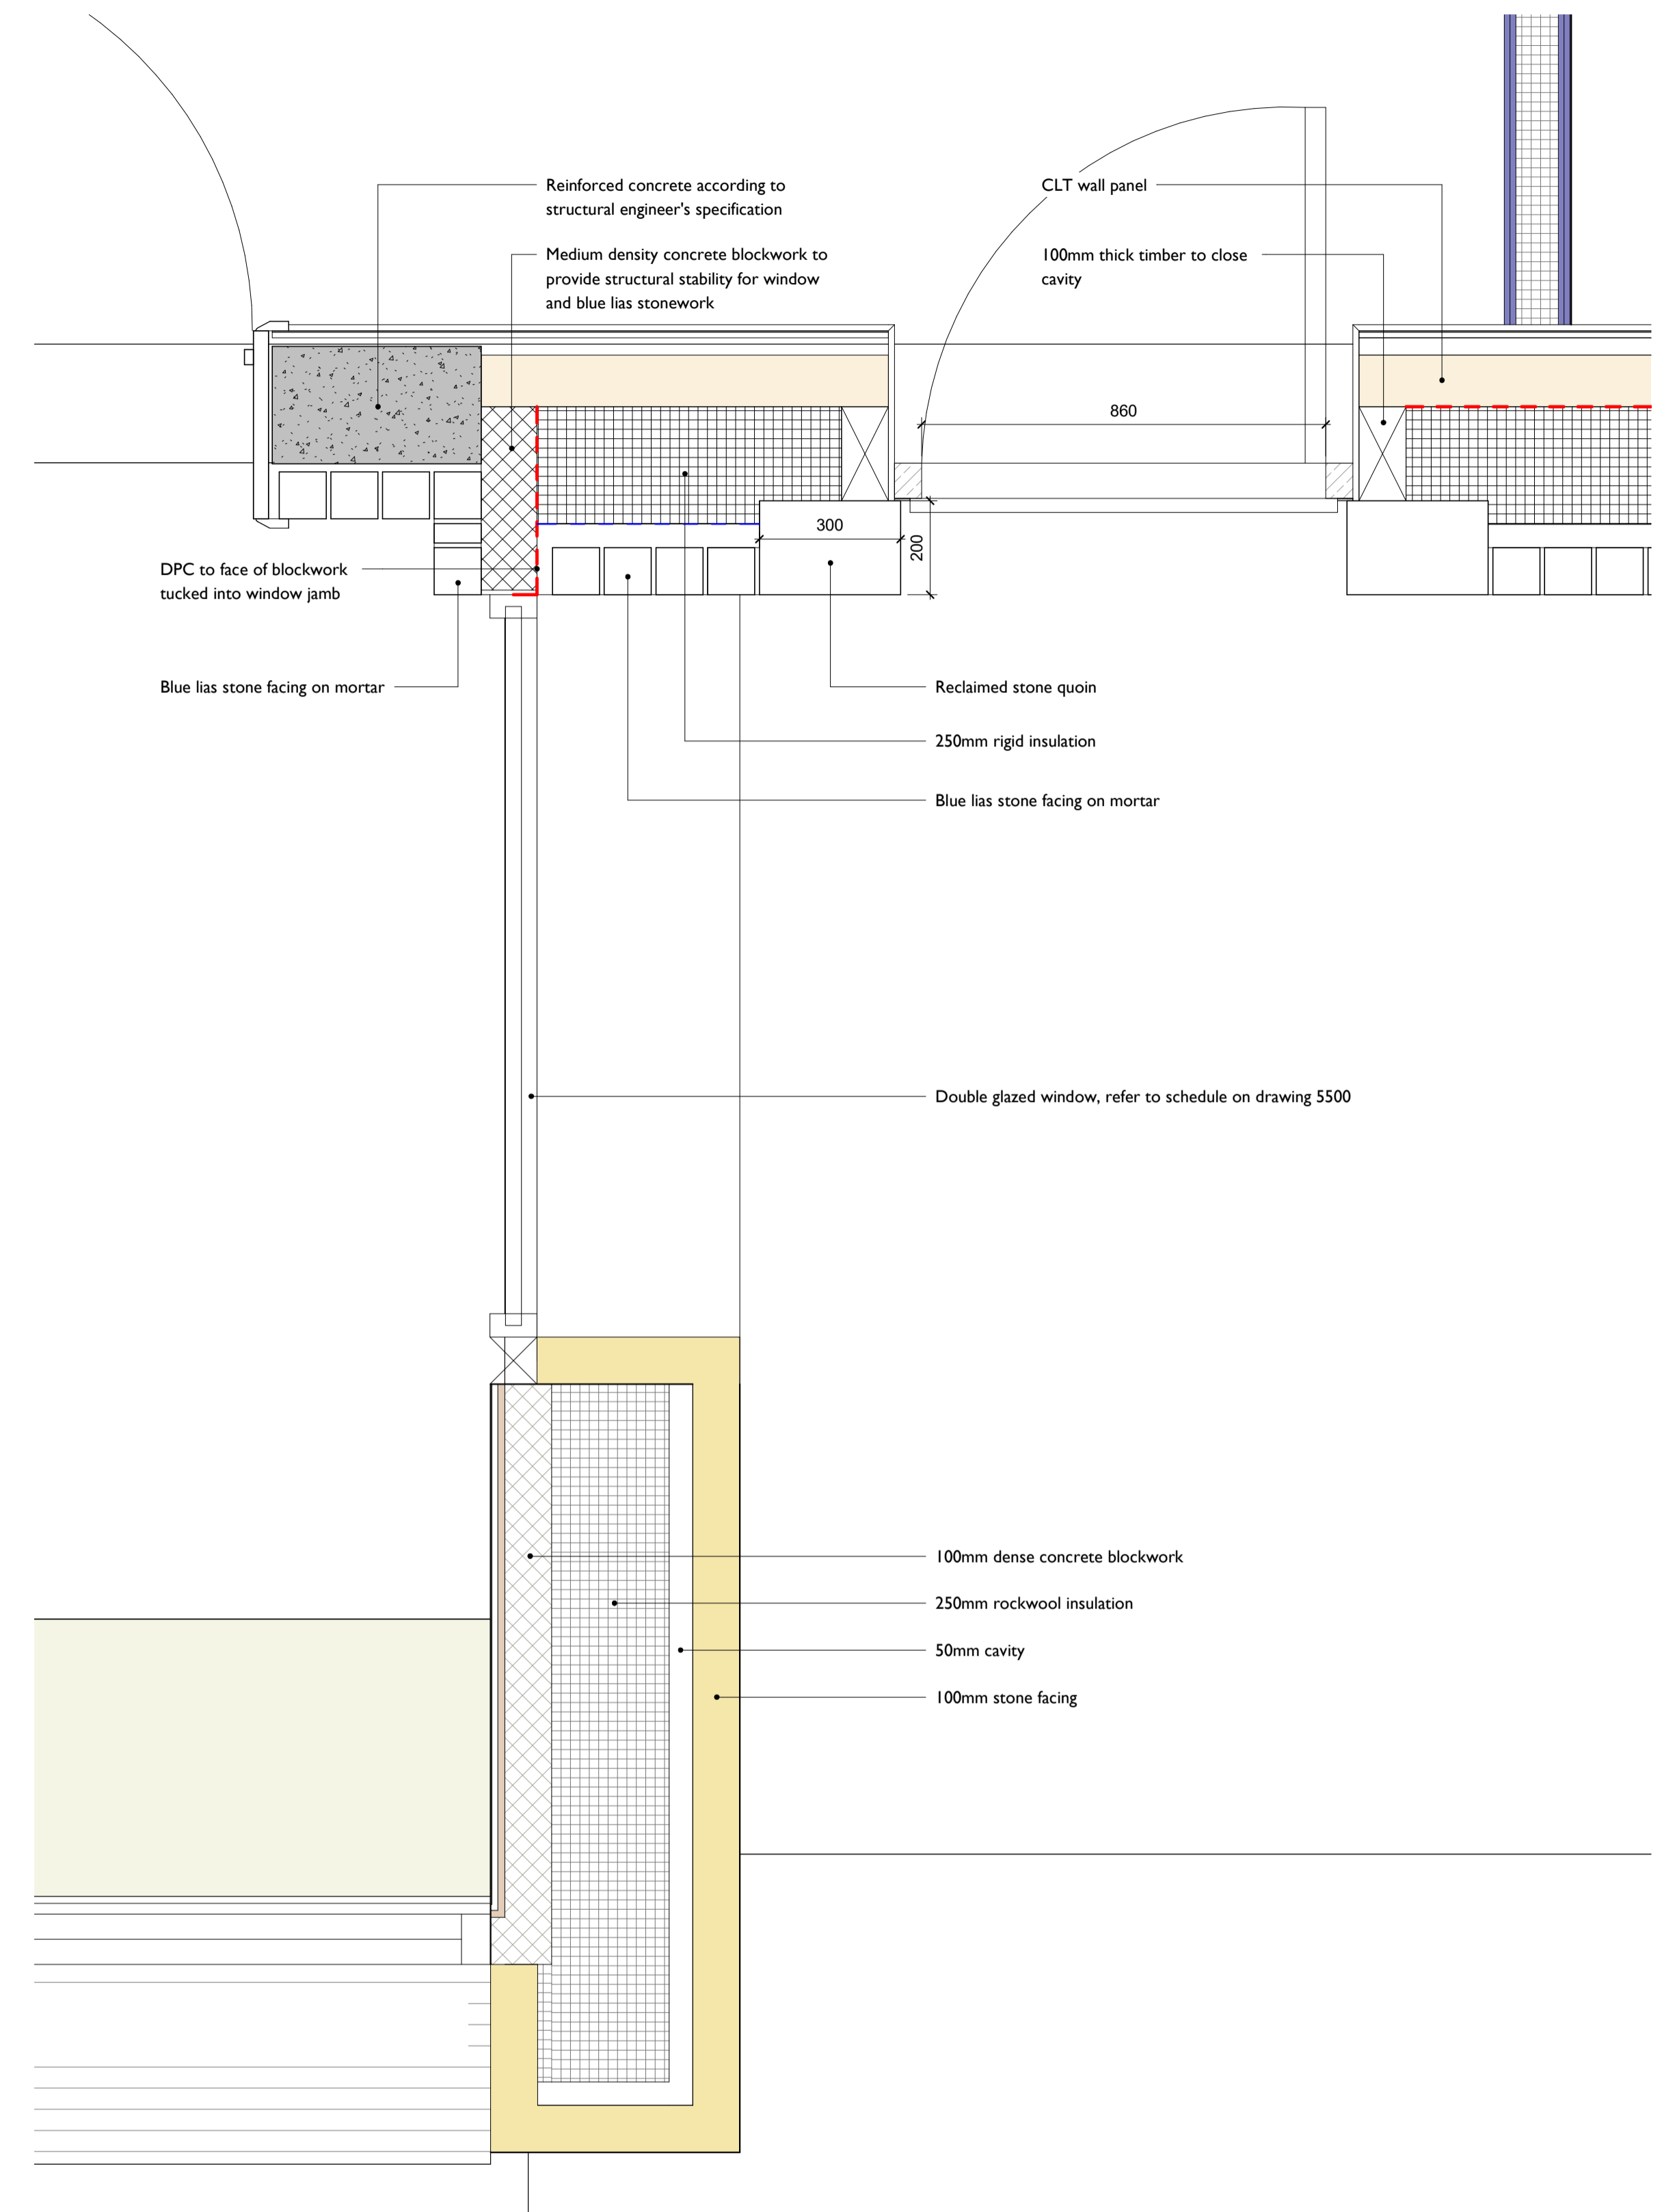 Reinforced concrete according to
structural engineer's specification
CLT wall panel
Medium density concrete blockwork to
provide structural stability for window
and blue lias stonework
100mm thick timber to close
cavity
860
300
200
DPC to face of blockwork
tucked into window jamb
Blue lias stone facing on mortar
Reclaimed stone quoin
250mm rigid insulation
Blue lias stone facing on mortar
Double glazed window, refer to schedule on drawing 5500
100mm dense concrete blockwork
250mm rockwool insulation
50mm cavity
100mm stone facing